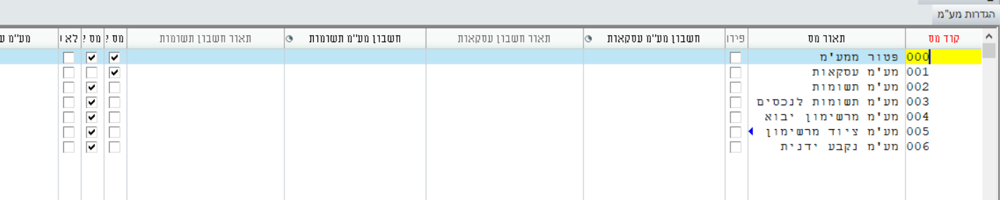 הגדרות מע"מ
קוד מס תאור מס פירו חשבון מע"מ עסקאות תאור חשבון עסקאות חשבון מע"מ תשומות תאור חשבון תשומות מס י מס י לא ו מע"מ ע
000 פטור ממע'מ
001 מע'מ עסקאות
002 מע'מ תשומות
003 מע'מ תשומות לנכסים
004 מע'מ מרשימון יבוא
005 מע'מ ציוד מרשימון
006 מע'מ נקבע ידנית